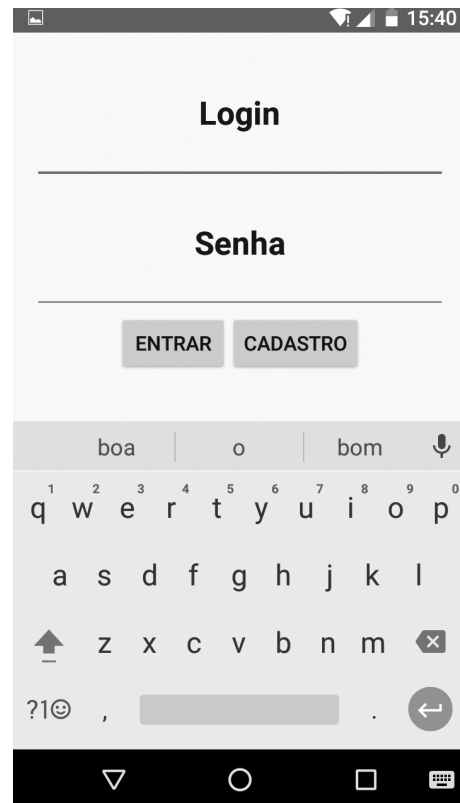 15:40
Login
Senha
ENTRAR CADASTRO
boa o bom
1 2 3 4 5 6 7 8 9 0
q w e r t y u i o p
a s d f g h j k l
z x c v b n m
?1☺ , .